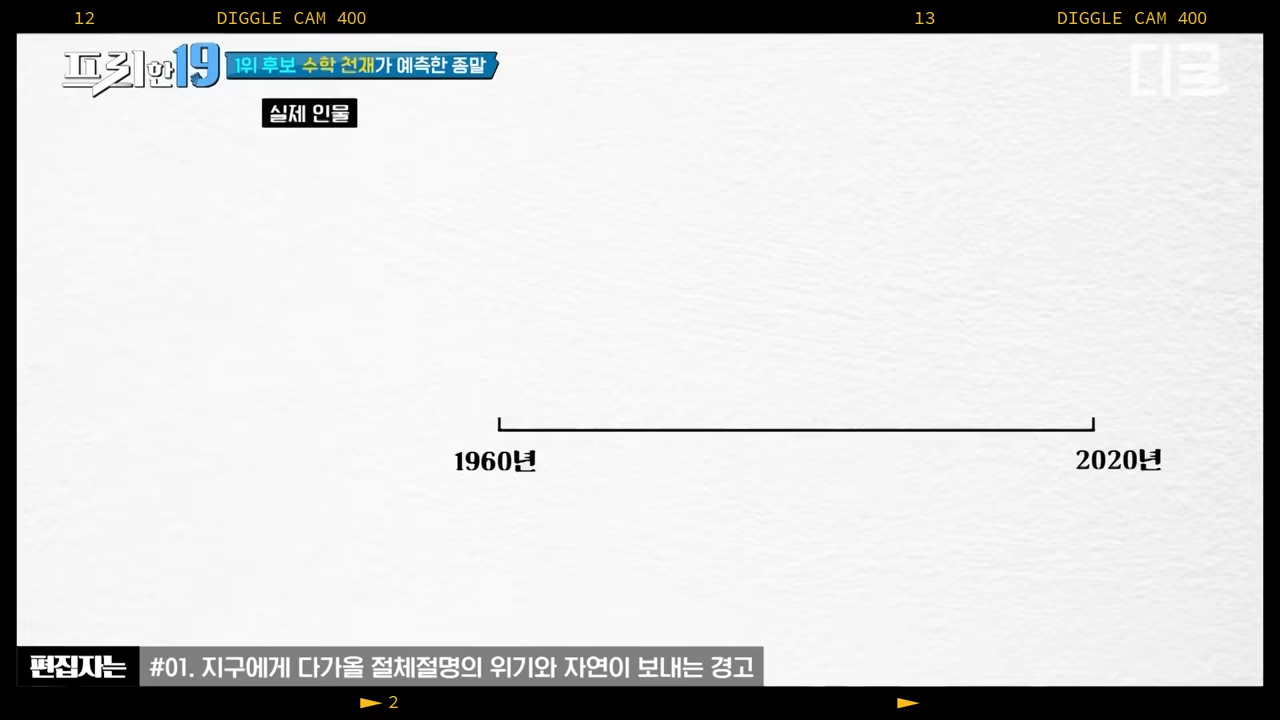 12 DIGGLE CAM 400 13 DIGGLE CAM 400
프리한19 1위 후보 수학 천재가 예측한 종말
디글
실제 인물
1960년 2020년
편집자는 #01. 지구에게 다가올 절체절명의 위기와 자연이 보내는 경고
2